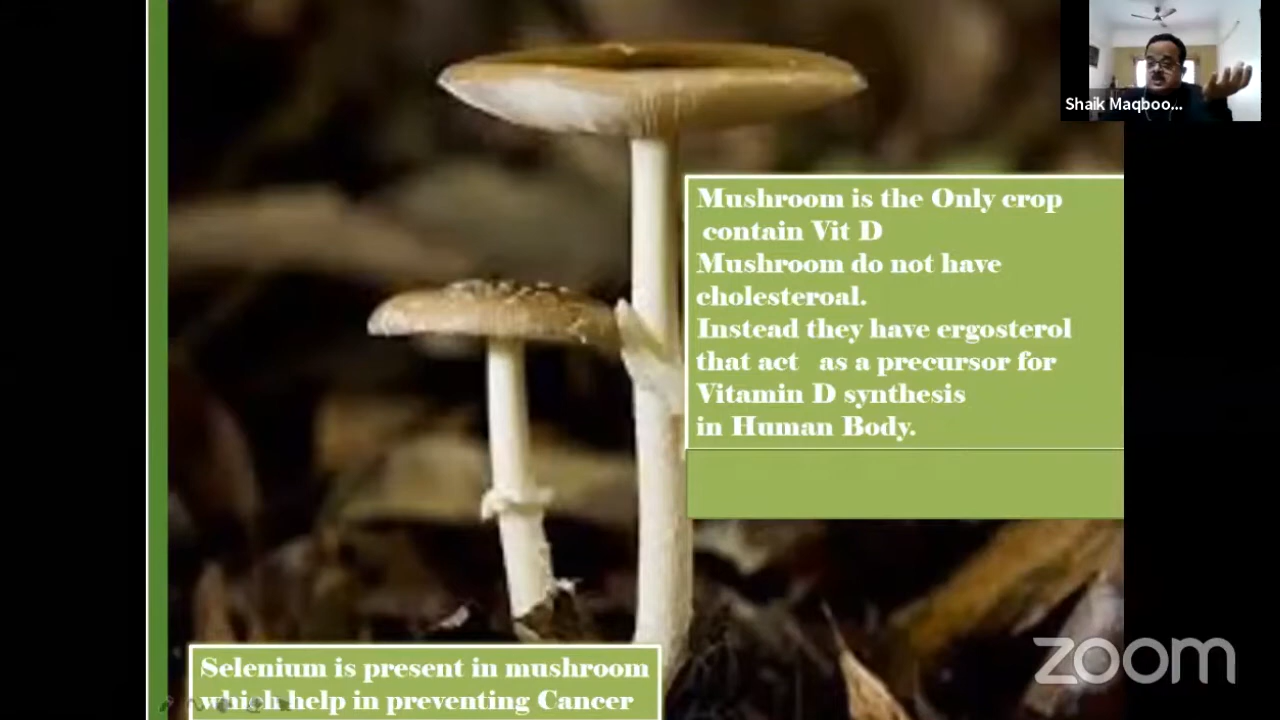 Shaik Maqboo...
Mushroom is the Only crop
contain Vit D
Mushroom do not have
cholesteroal.
Instead they have ergosterol
that act as a precursor for
Vitamin D synthesis
in Human Body.
Selenium is present in mushroom
which help in preventing Cancer
zoom